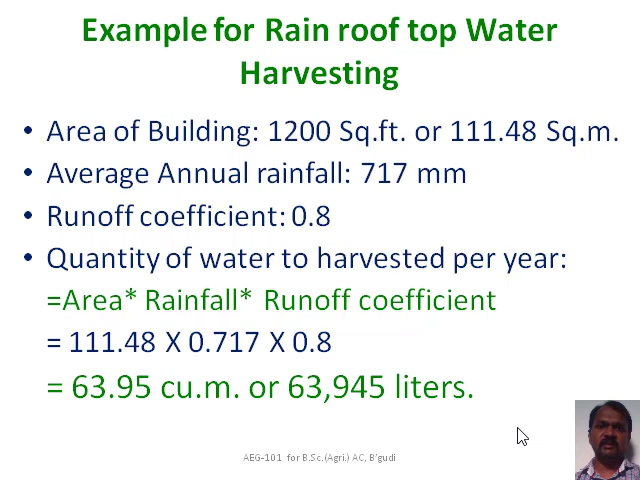 Example for Rain roof top Water
Harvesting
• Area of Building: 1200 Sq.ft. or 111.48 Sq.m.
• Average Annual rainfall: 717 mm
• Runoff coefficient: 0.8
• Quantity of water to harvested per year:
=Area* Rainfall* Runoff coefficient
= 111.48 X 0.717 X 0.8
= 63.95 cu.m. or 63,945 liters.
AEG-101 for B.Sc.(Agri.) AC, B'gudi